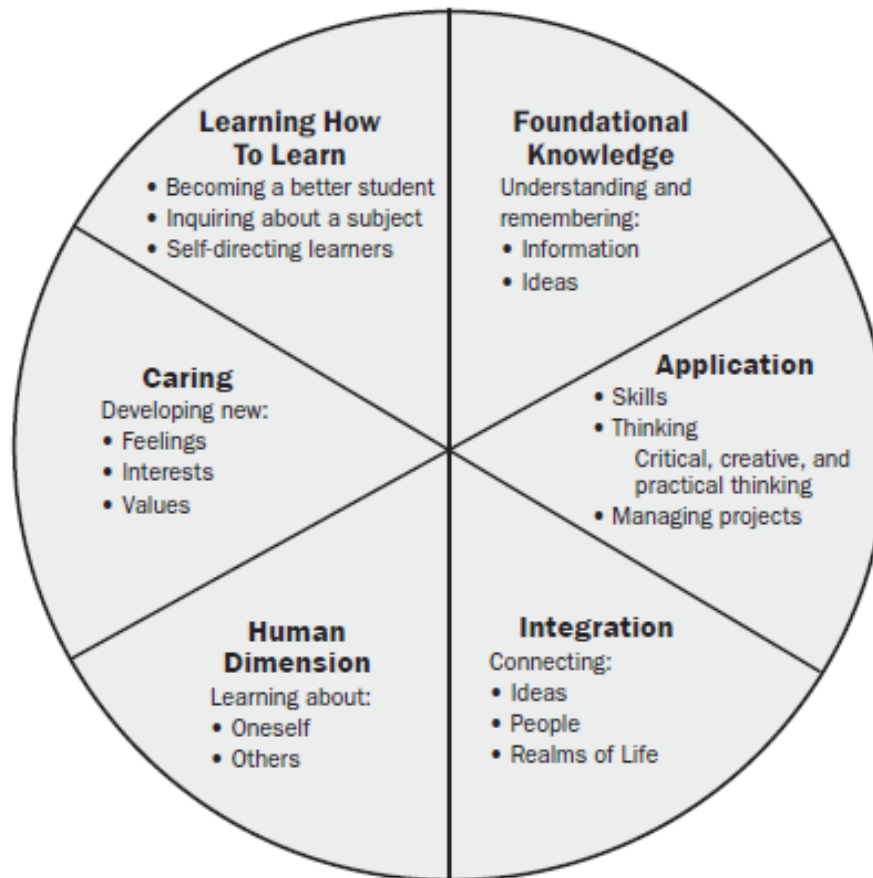 Learning How
To Learn
• Becoming a better student
• Inquiring about a subject
• Self-directing learners
Foundational
Knowledge
Understanding and
remembering:
• Information
• Ideas
Application
• Skills
• Thinking
Critical, creative, and
practical thinking
• Managing projects
Integration
Connecting:
• Ideas
• People
• Realms of Life
Human
Dimension
Learning about:
• Oneself
• Others
Caring
Developing new:
• Feelings
• Interests
• Values